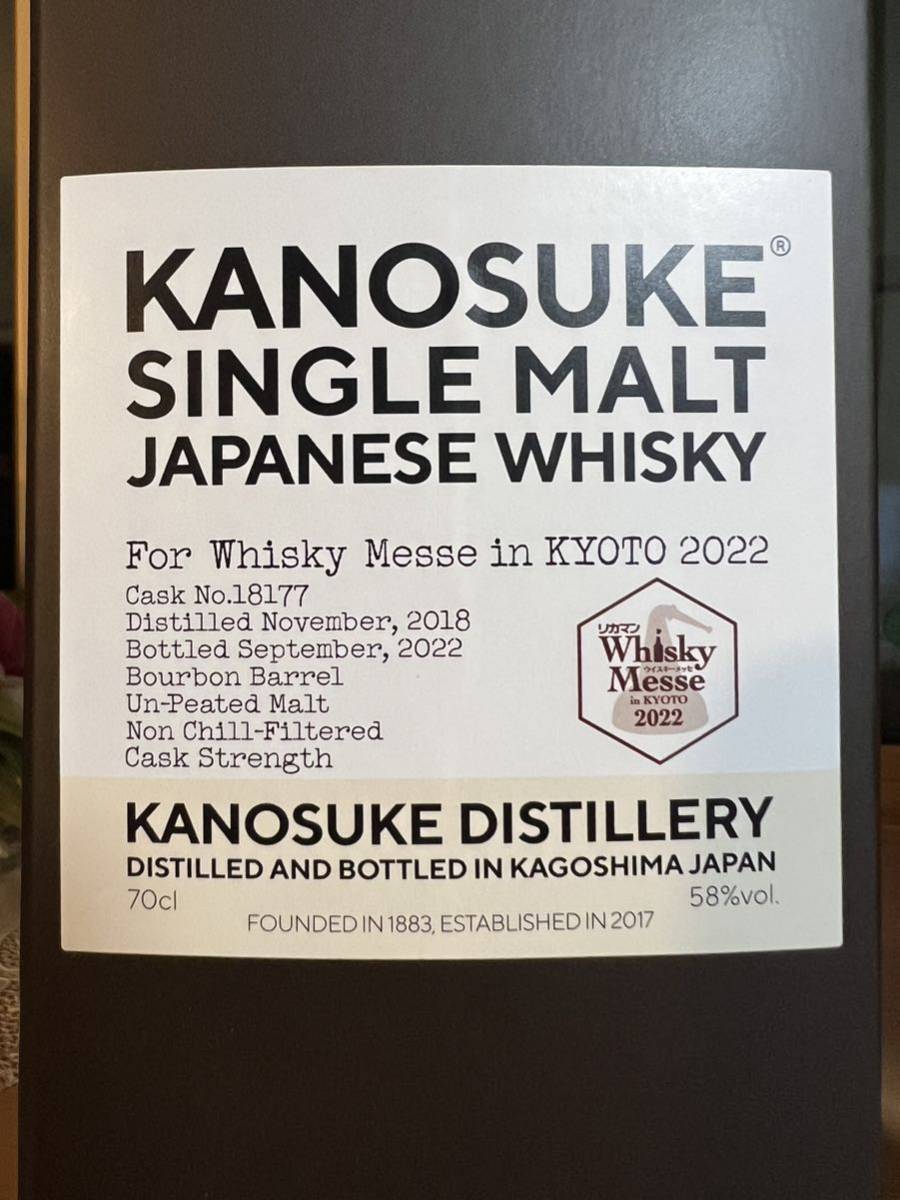 KANOSUKE®
SINGLE MALT
JAPANESE WHISKY
For Whisky Messe in KYOTO 2022
Cask No.18177
Distilled November, 2018
Bottled September, 2022
Bourbon Barrel
Un-Peated Malt
Non Chill-Filtered
Cask Strength
リカマン
Whisky
ウイスキーメッセ
Messe
in KYOTO
2022
KANOSUKE DISTILLERY
DISTILLED AND BOTTLED IN KAGOSHIMA JAPAN
70cl 58%vol.
FOUNDED IN 1883, ESTABLISHED IN 2017